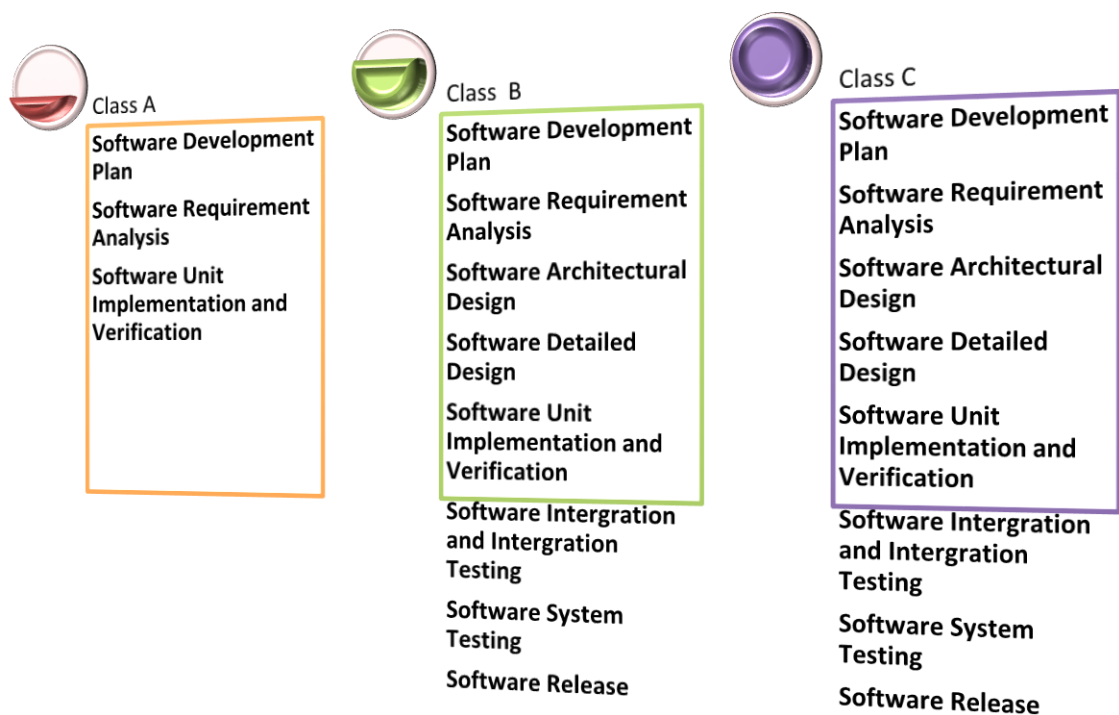 Class A
Software Development
Plan
Software Requirement
Analysis
Software Unit
Implementation and
Verification
Class B
Software Development
Plan
Software Requirement
Analysis
Software Architectural
Design
Software Detailed
Design
Software Unit
Implementation and
Verification
Software Intergration
and Intergration
Testing
Software System
Testing
Software Release
Class C
Software Development
Plan
Software Requirement
Analysis
Software Architectural
Design
Software Detailed
Design
Software Unit
Implementation and
Verification
Software Intergration
and Intergration
Testing
Software System
Testing
Software Release